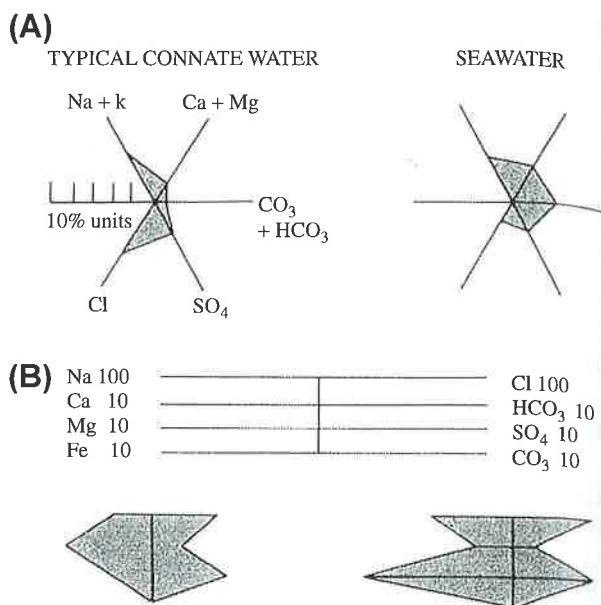 (A)
TYPICAL CONNATE WATER
SEAWATER
Na + k
Ca + Mg
10% units
CO₃
+ HCO₃
Cl
SO₄
(B)
Na 100
Ca 10
Mg 10
Fe 10
Cl 100
HCO₃ 10
SO₄ 10
CO₃ 10